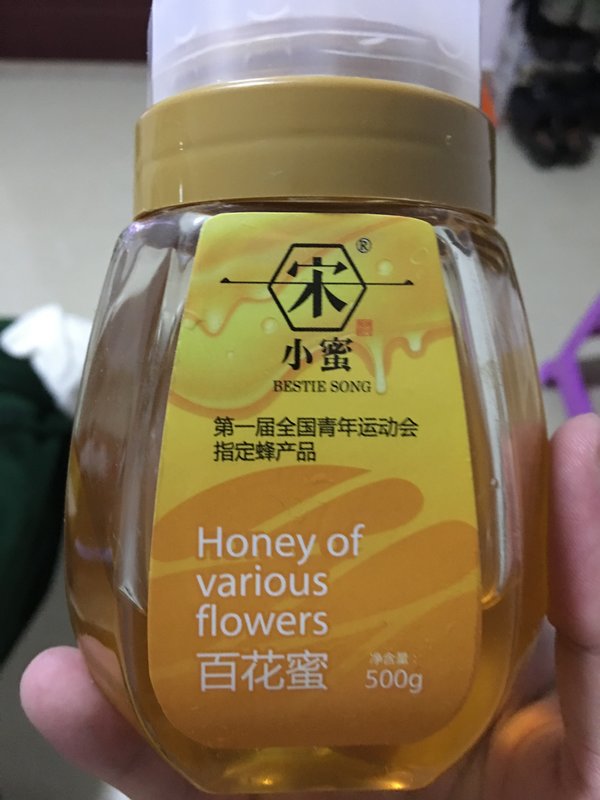 宋®
小蜜
BESTIE SONG
第一届全国青年运动会
指定蜂产品
Honey of
various
flowers
百花蜜
净含量:
500g